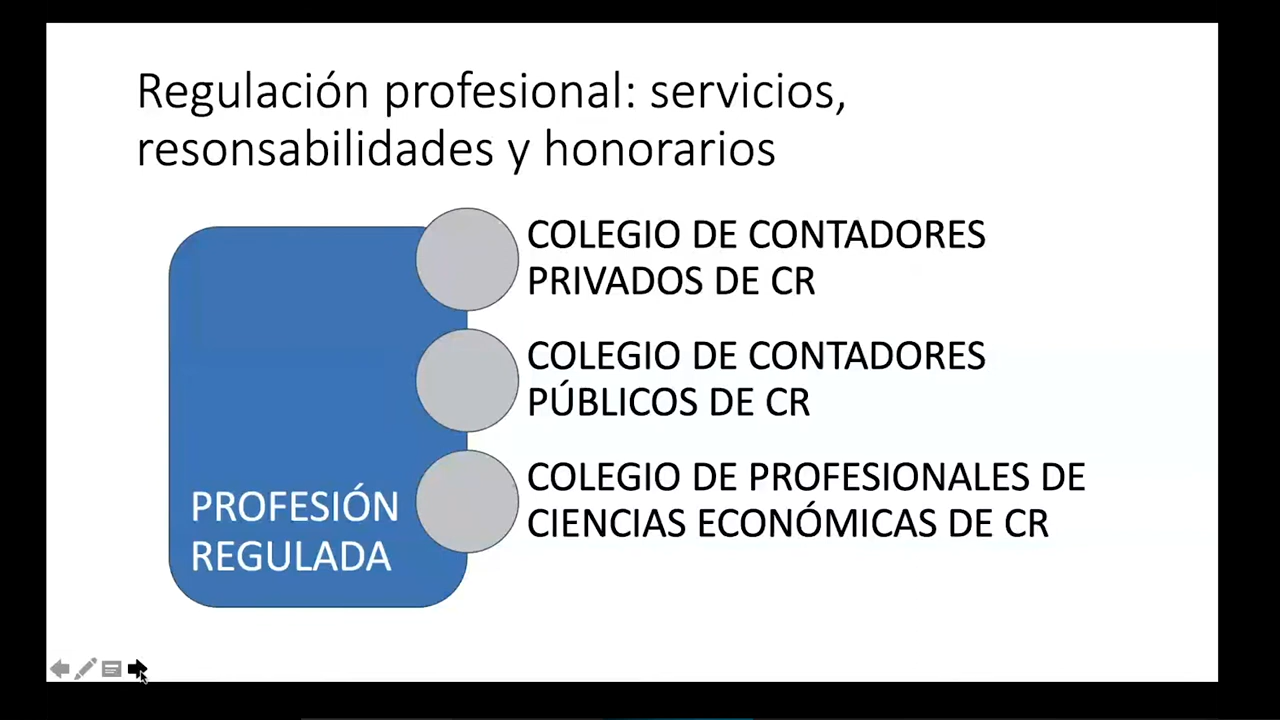 Regulación profesional: servicios,
resonsabilidades y honorarios
COLEGIO DE CONTADORES
PRIVADOS DE CR
COLEGIO DE CONTADORES
PÚBLICOS DE CR
COLEGIO DE PROFESIONALES DE
CIENCIAS ECONÓMICAS DE CR
PROFESIÓN
REGULADA